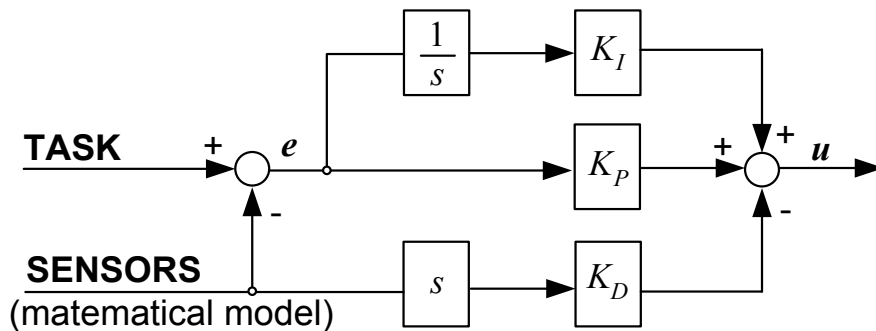 1
s
K_I
TASK
+
e
K_P
+
+
u
-
-
SENSORS
(matematical model)
s
K_D